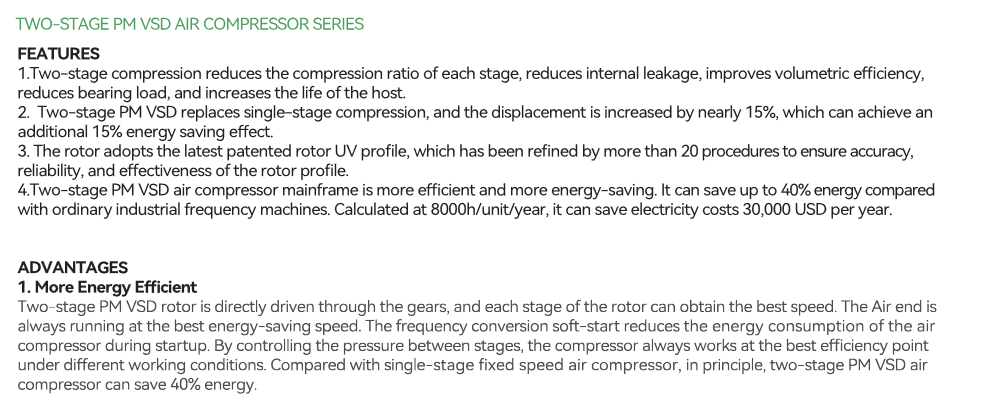 TWO-STAGE PM VSD AIR COMPRESSOR SERIES
FEATURES
1.Two-stage compression reduces the compression ratio of each stage, reduces internal leakage, improves volumetric efficiency,
reduces bearing load, and increases the life of the host.
2.  Two-stage PM VSD replaces single-stage compression, and the displacement is increased by nearly 15%, which can achieve an
additional 15% energy saving effect.
3. The rotor adopts the latest patented rotor UV profile, which has been refined by more than 20 procedures to ensure accuracy,
reliability, and effectiveness of the rotor profile.
4.Two-stage PM VSD air compressor mainframe is more efficient and more energy-saving. It can save up to 40% energy compared
with ordinary industrial frequency machines. Calculated at 8000h/unit/year, it can save electricity costs 30,000 USD per year.
ADVANTAGES
1. More Energy Efficient
Two-stage PM VSD rotor is directly driven through the gears, and each stage of the rotor can obtain the best speed. The Air end is
always running at the best energy-saving speed. The frequency conversion soft-start reduces the energy consumption of the air
compressor during startup. By controlling the pressure between stages, the compressor always works at the best efficiency point
under different working conditions. Compared with single-stage fixed speed air compressor, in principle, two-stage PM VSD air
compressor can save 40% energy.